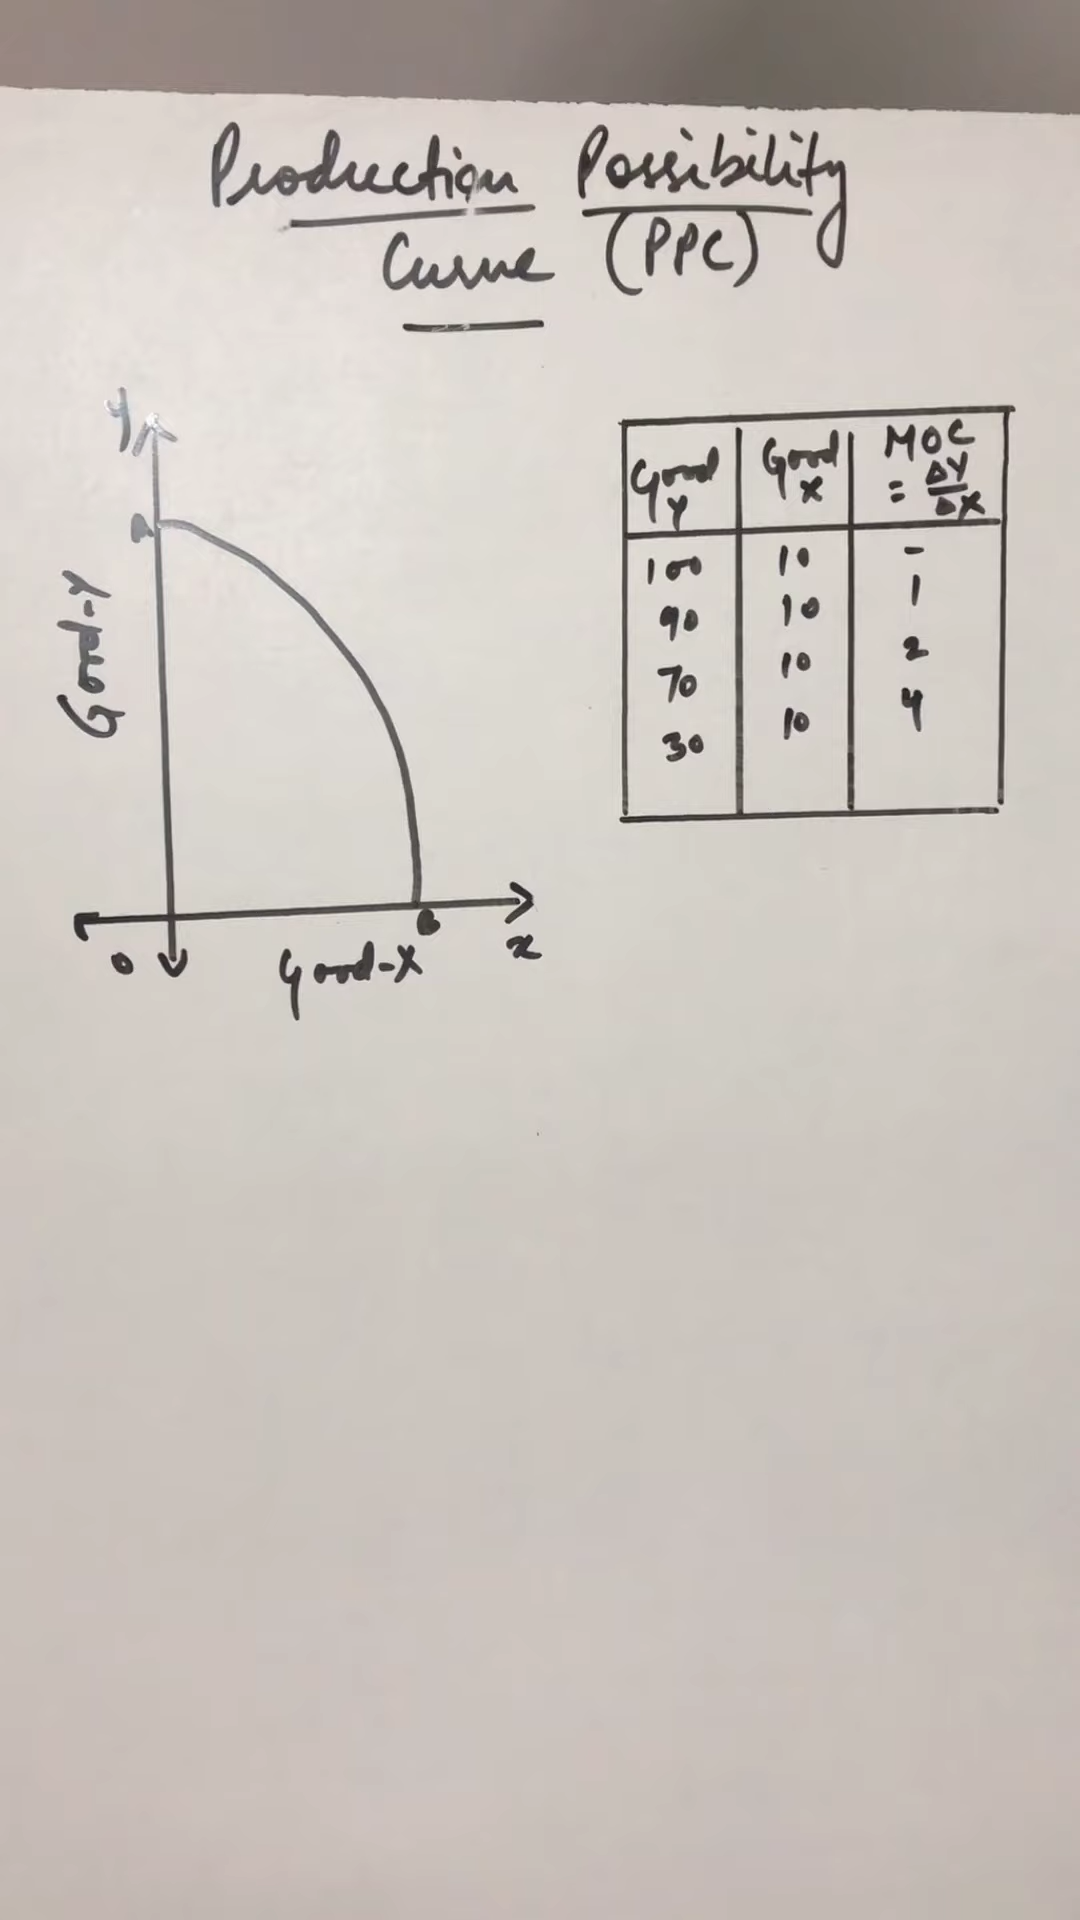 Production Possibility
Curve (PPC)
y
A
Good-Y
O
Good-X
B
x
Good Y
Good X
MOC = ΔY/ΔX
100 10 -
90 10 1
70 10 2
30 10 4